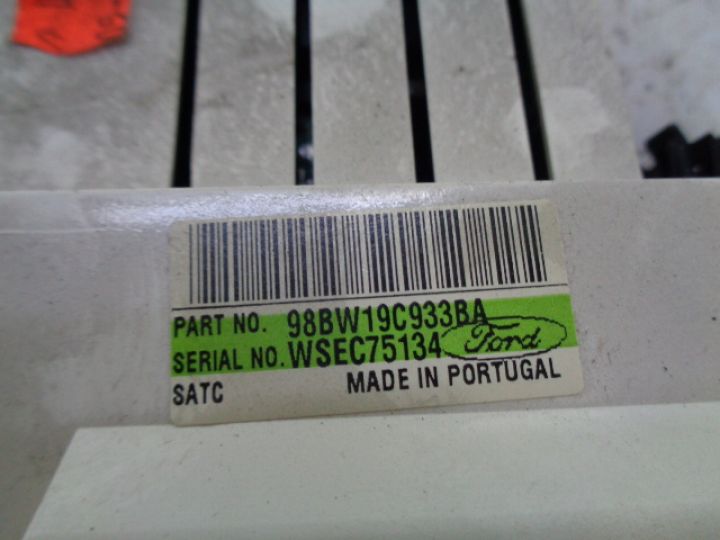 PART NO. 98BW19C933BA
SERIAL NO. WSEC75134 Ford
SATC MADE IN PORTUGAL